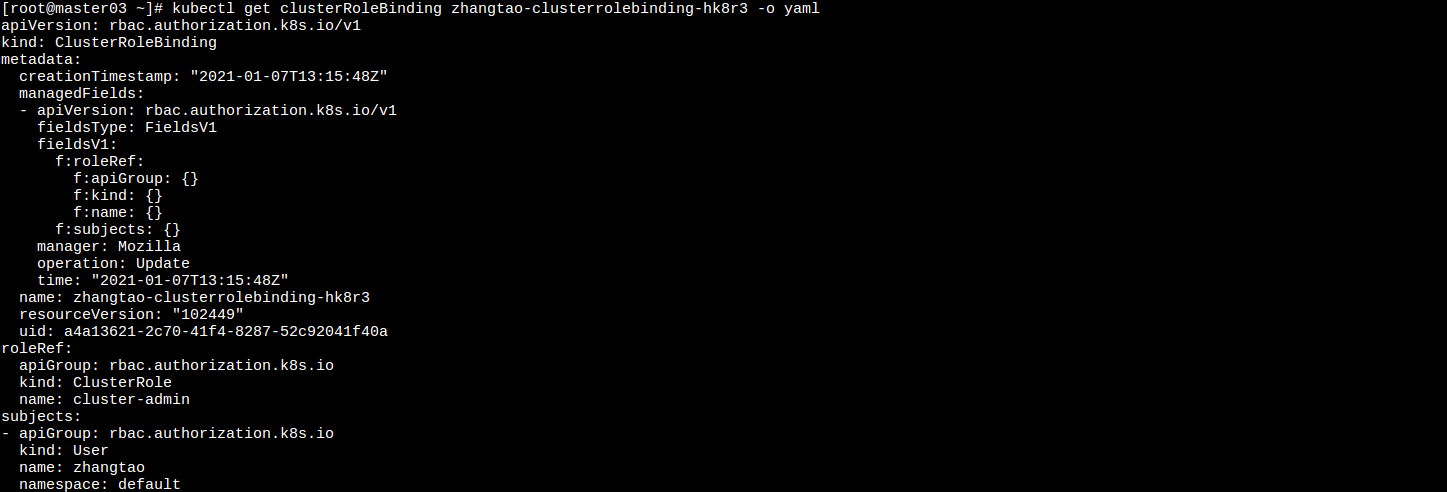 [root@master03 ~]# kubectl get clusterRoleBinding zhangtao-clusterrolebinding-hk8r3 -o yaml
apiVersion: rbac.authorization.k8s.io/v1
kind: ClusterRoleBinding
metadata:
  creationTimestamp: "2021-01-07T13:15:48Z"
  managedFields:
  - apiVersion: rbac.authorization.k8s.io/v1
    fieldsType: FieldsV1
    fieldsV1:
      f:roleRef:
        f:apiGroup: {}
        f:kind: {}
        f:name: {}
      f:subjects: {}
    manager: Mozilla
    operation: Update
    time: "2021-01-07T13:15:48Z"
  name: zhangtao-clusterrolebinding-hk8r3
  resourceVersion: "102449"
  uid: a4a13621-2c70-41f4-8287-52c92041f40a
roleRef:
  apiGroup: rbac.authorization.k8s.io
  kind: ClusterRole
  name: cluster-admin
subjects:
- apiGroup: rbac.authorization.k8s.io
  kind: User
  name: zhangtao
  namespace: default